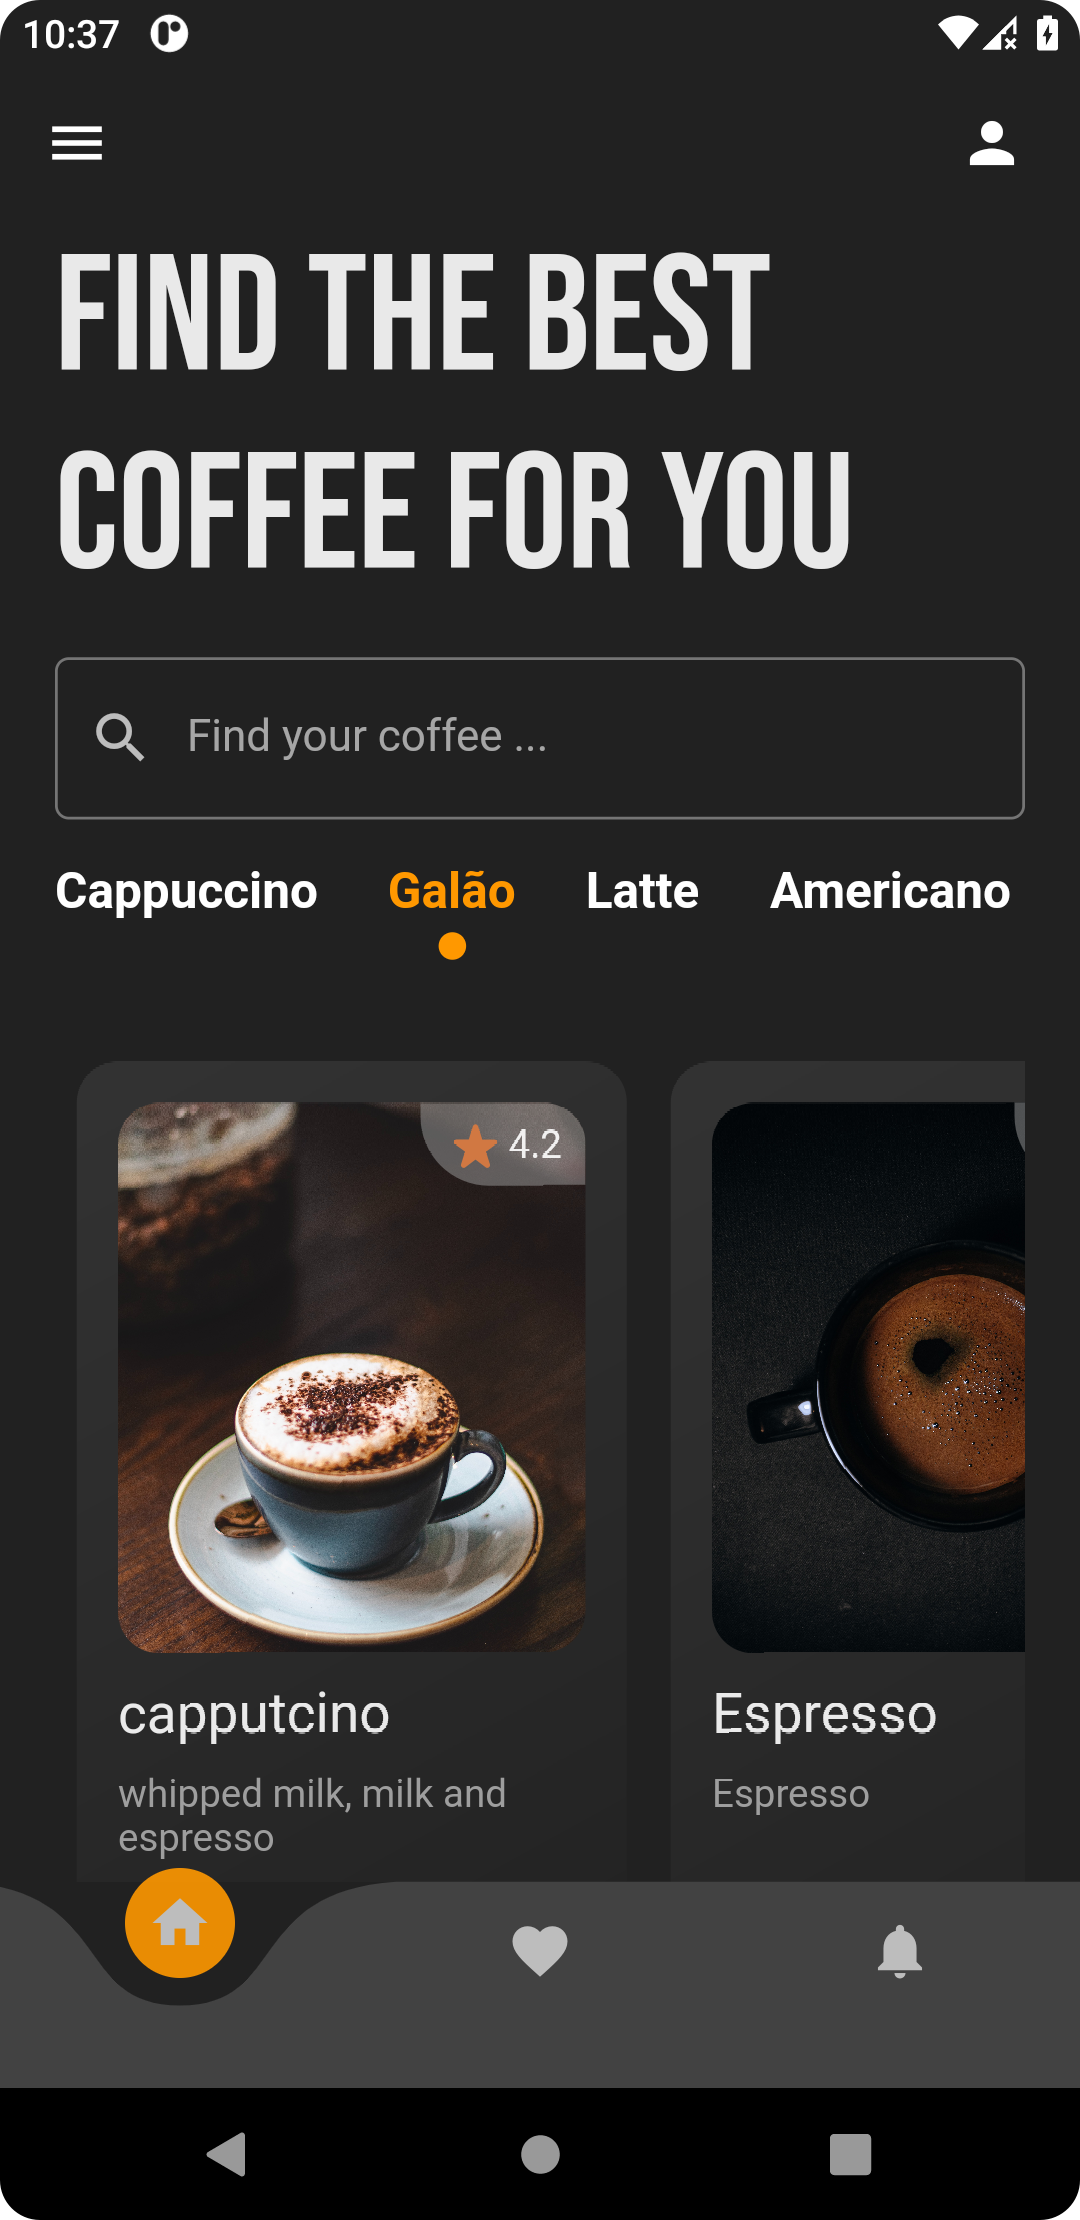 10:37
FIND THE BEST
COFFEE FOR YOU
Find your coffee ...
Cappuccino Galão Latte Americano
4.2
capputcino Espresso
whipped milk, milk and Espresso
espresso